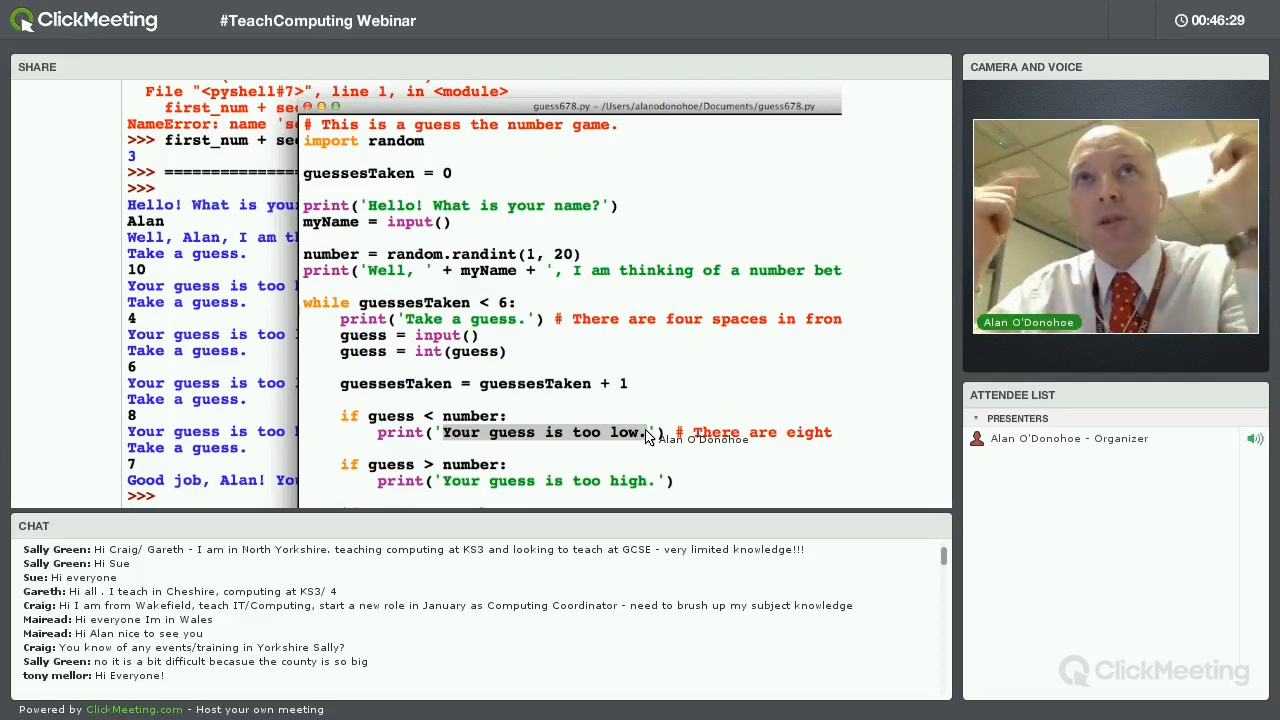 ClickMeeting
#TeachComputing Webinar
00:46:29
SHARE
File "<pyshell#7>", line 1, in <module>
first_num + sec
NameError: name 'se
>>> first_num + sec
3
>>> ===============
>>>
Hello! What is your
Alan
Well, Alan, I am th
Take a guess.
10
Your guess is too
Take a guess.
4
Your guess is too l
Take a guess.
6
Your guess is too l
Take a guess.
8
Your guess is too
Take a guess.
7
Good job, Alan! You
>>>
guess678.py – /Users/alanodonohoe/Documents/guess678.py
# This is a guess the number game.
import random
guessesTaken = 0
print('Hello! What is your name?')
myName = input()
number = random.randint(1, 20)
print('Well, ' + myName + ', I am thinking of a number bet
while guessesTaken < 6:
print('Take a guess.') # There are four spaces in fron
guess = input()
guess = int(guess)
guessesTaken = guessesTaken + 1
if guess < number:
print('Your guess is too low.') # There are eight
Alan O'Donohoe
if guess > number:
print('Your guess is too high.')
CAMERA AND VOICE
Alan O'Donohoe
ATTENDEE LIST
PRESENTERS
Alan O'Donohoe - Organizer
CHAT
Sally Green: Hi Craig/ Gareth - I am in North Yorkshire. teaching computing at KS3 and looking to teach at GCSE - very limited knowledge!!!
Sally Green: Hi Sue
Sue: Hi everyone
Gareth: Hi all . I teach in Cheshire, computing at KS3/ 4
Craig: Hi I am from Wakefield, teach IT/Computing, start a new role in January as Computing Coordinator - need to brush up my subject knowledge
Mairead: Hi everyone Im in Wales
Mairead: Hi Alan nice to see you
Craig: You know of any events/training in Yorkshire Sally?
Sally Green: no it is a bit difficult becasue the county is so big
tony mellor: Hi Everyone!
ClickMeeting
Powered by ClickMeeting.com - Host your own meeting